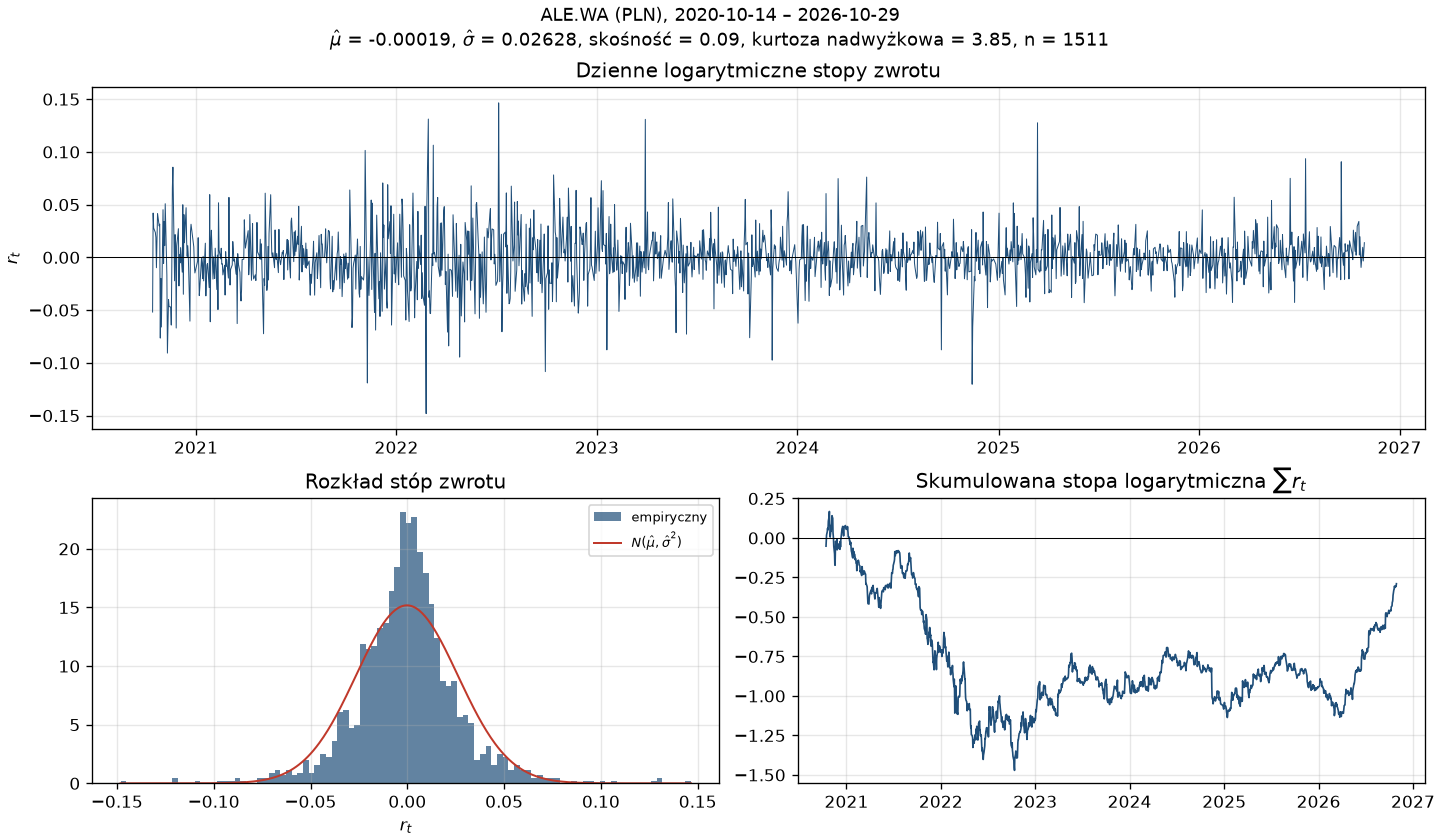 ALE.WA (PLN), 2020-10-14 – 2026-10-29
μ̂ = -0.00019, σ̂ = 0.02628, skośność = 0.09, kurtoza nadwyżkowa = 3.85, n = 1511
Dzienne logarytmiczne stopy zwrotu
0.15
0.10
0.05
0.00
−0.05
−0.10
−0.15
r_t
2021 2022 2023 2024 2025 2026 2027
Rozkład stóp zwrotu
empiryczny
N(μ̂, σ̂²)
20
15
10
5
0
−0.15 −0.10 −0.05 0.00 0.05 0.10 0.15
r_t
Skumulowana stopa logarytmiczna ∑r_t
0.25
0.00
−0.25
−0.50
−0.75
−1.00
−1.25
−1.50
2021 2022 2023 2024 2025 2026 2027